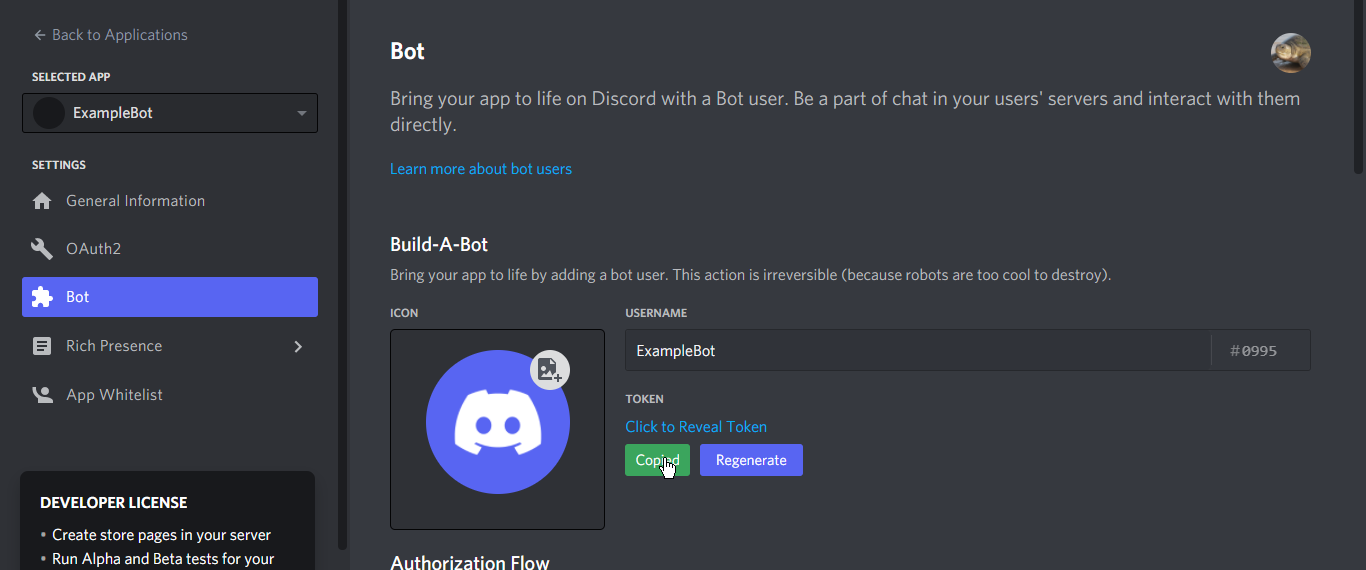 Back to Applications
SELECTED APP
ExampleBot
SETTINGS
General Information
OAuth2
Bot
Rich Presence
App Whitelist
DEVELOPER LICENSE
• Create store pages in your server
• Run Alpha and Beta tests for your
Bot
Bring your app to life on Discord with a Bot user. Be a part of chat in your users' servers and interact with them
directly.
Learn more about bot users
Build-A-Bot
Bring your app to life by adding a bot user. This action is irreversible (because robots are too cool to destroy).
ICON
USERNAME
ExampleBot #0995
TOKEN
Click to Reveal Token
Copied Regenerate
Authorization Flow